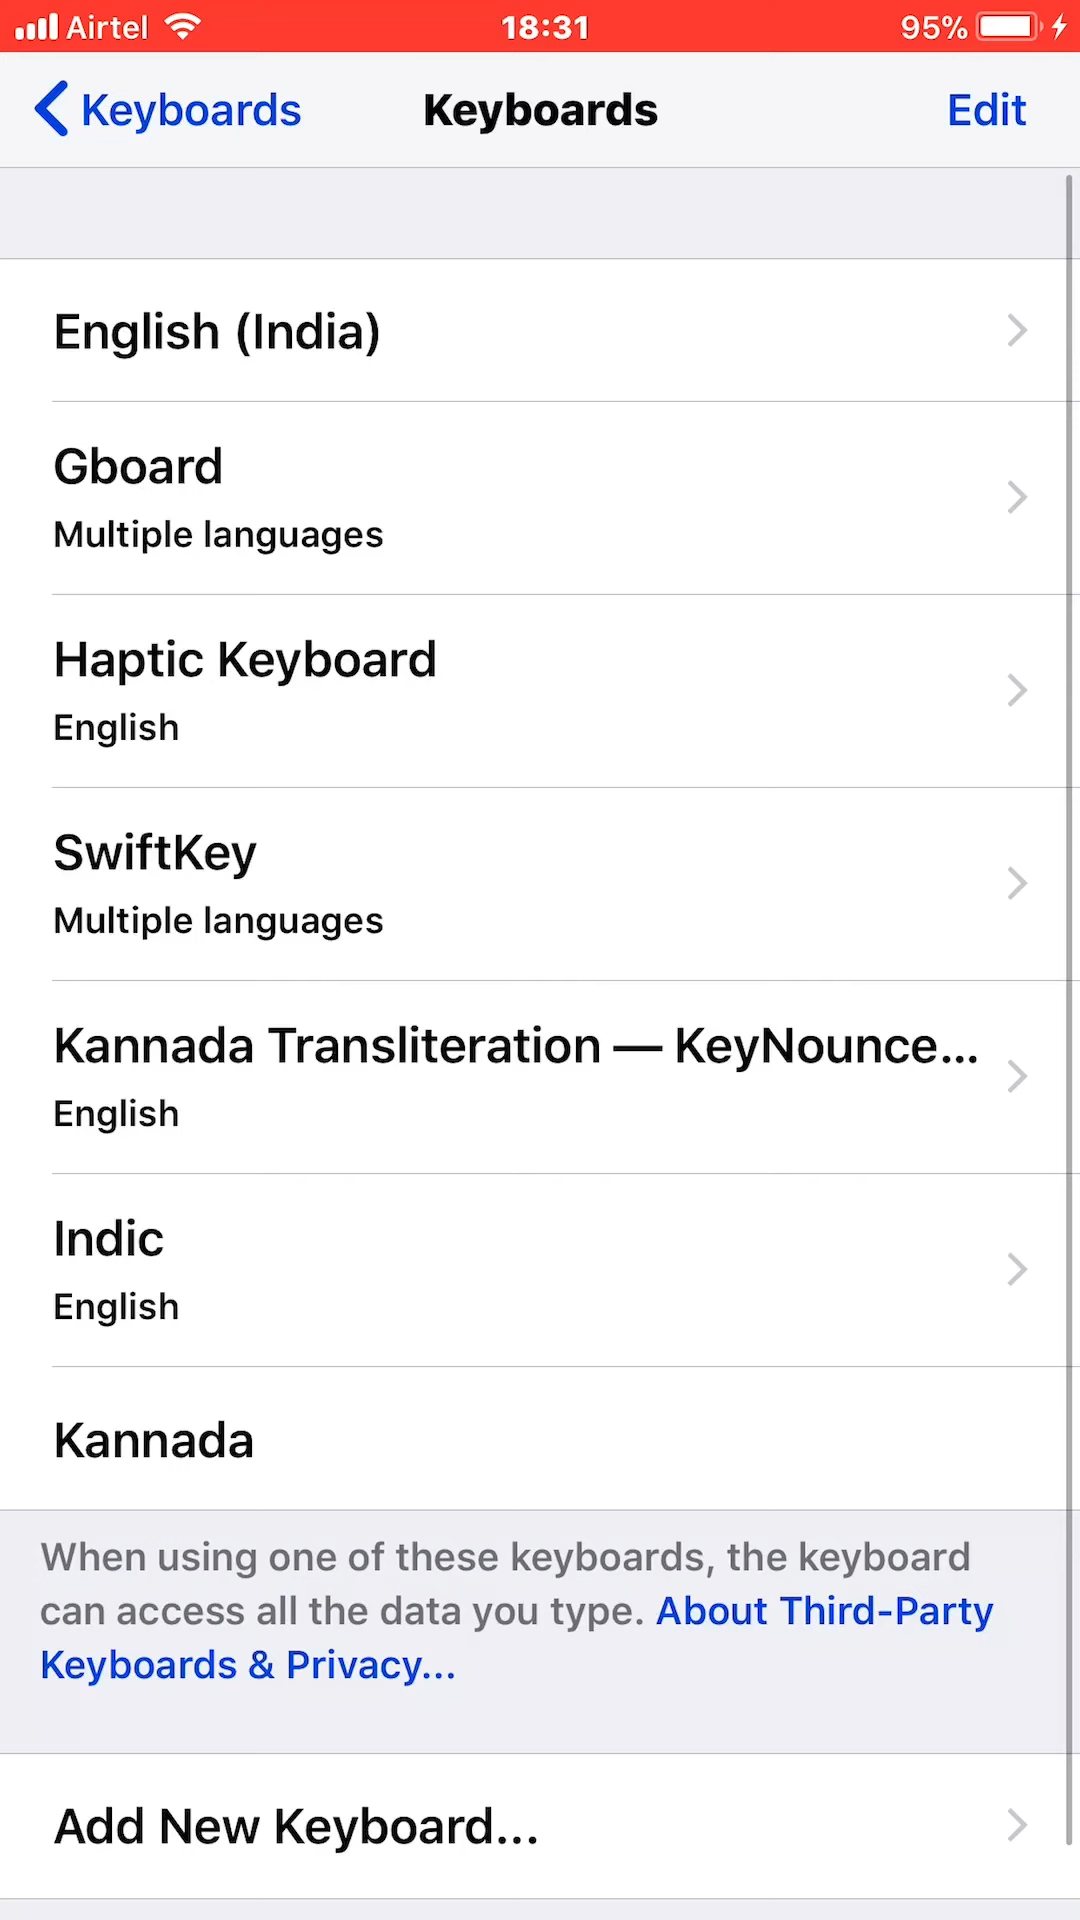 Airtel 18:31 95%
Keyboards Keyboards Edit
English (India)
Gboard
Multiple languages
Haptic Keyboard
English
SwiftKey
Multiple languages
Kannada Transliteration — KeyNounce...
English
Indic
English
Kannada
When using one of these keyboards, the keyboard
can access all the data you type. About Third-Party
Keyboards & Privacy...
Add New Keyboard...